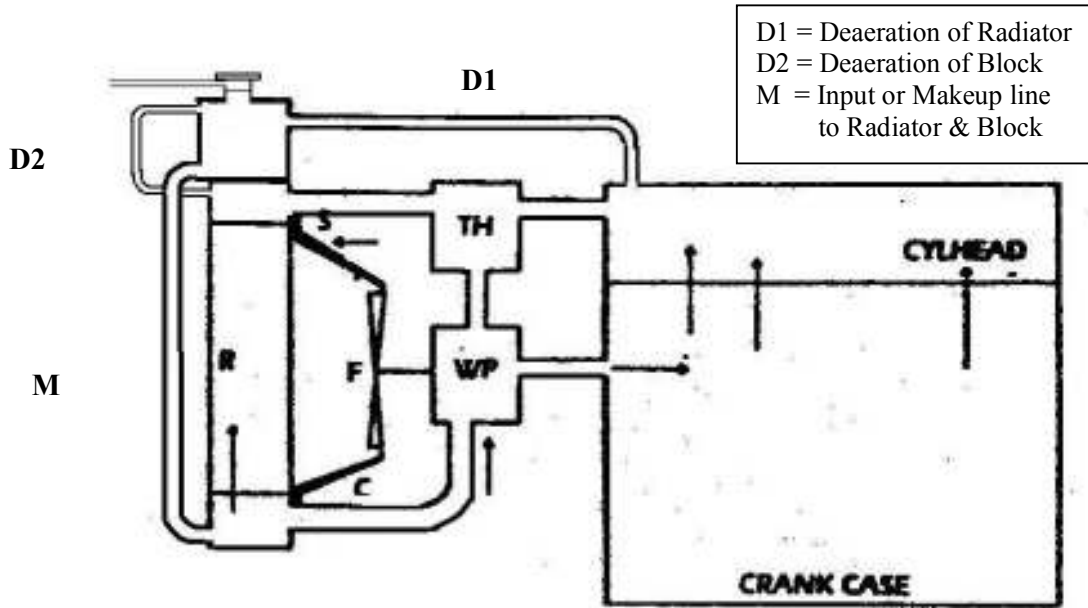 D1 = Deaeration of Radiator
D2 = Deaeration of Block
M = Input or Makeup line
to Radiator & Block
D1
D2
S
TH
CYLHEAD
R
F
WP
M
C
CRANK CASE